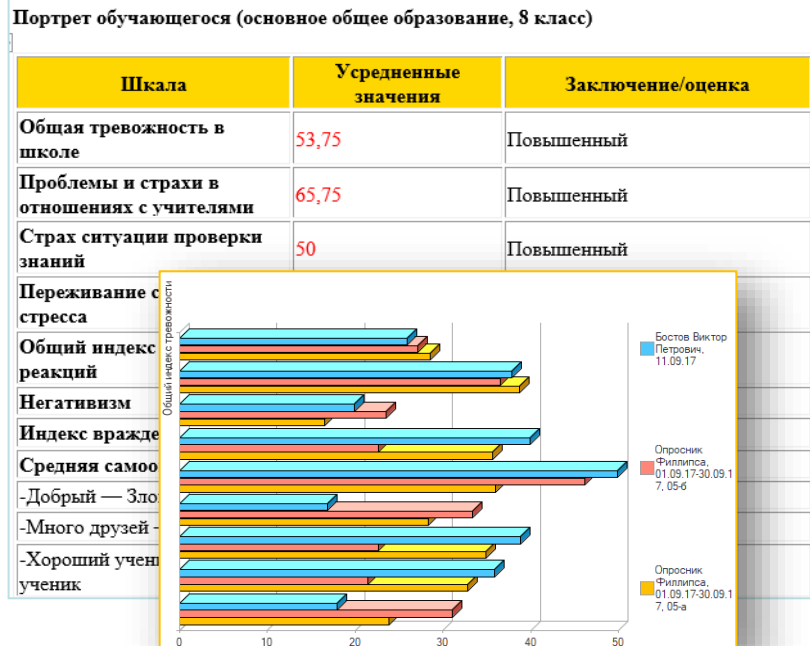 Портрет обучающегося (основное общее образование, 8 класс)
Шкала
Усредненные
значения
Заключение/оценка
Общая тревожность в
школе
53,75
Повышенный
Проблемы и страхи в
отношениях с учителями
65,75
Повышенный
Страх ситуации проверки
знаний
50
Повышенный
Переживание с
стресса
Общий индекс
реакций
Негативизм
Индекс вражде
Средняя самоо
-Добрый — Зло
-Много друзей -
-Хороший учени
ученик
Общий индекс тревожности
Бостов Виктор
Петрович,
11.09.17
Опросник
Филлипса,
01.09.17-30.09.1
7, 05-б
Опросник
Филлипса,
01.09.17-30.09.1
7, 05-а
0 10 20 30 40 50